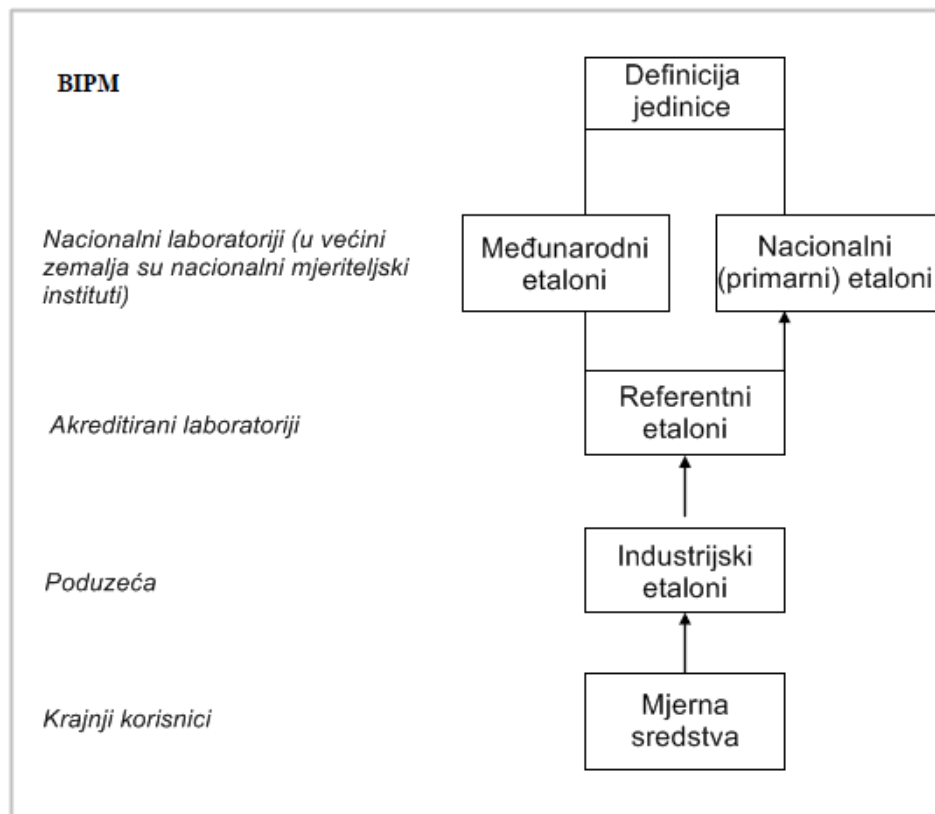 BIPM
Definicija
jedinice
Nacionalni laboratoriji (u većini
zemalja su nacionalni mjeriteljski
instituti)
Međunarodni
etaloni
Nacionalni
(primarni) etaloni
Akreditirani laboratoriji
Referentni
etaloni
Poduzeća
Industrijski
etaloni
Krajnji korisnici
Mjerna
sredstva